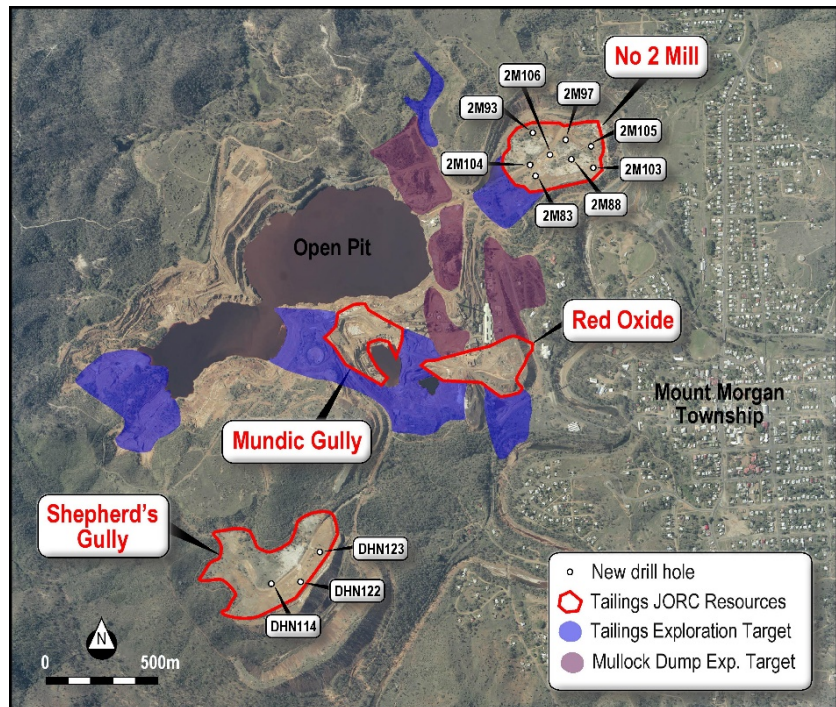 No 2 Mill
2M106
2M97
2M93
2M105
2M104
2M103
2M88
2M83
Open Pit
Red Oxide
Mount Morgan
Township
Mundic Gully
Shepherd's
Gully
DHN123
DHN122
DHN114
New drill hole
Tailings JORC Resources
Tailings Exploration Target
Mullock Dump Exp. Target
N
0
500m